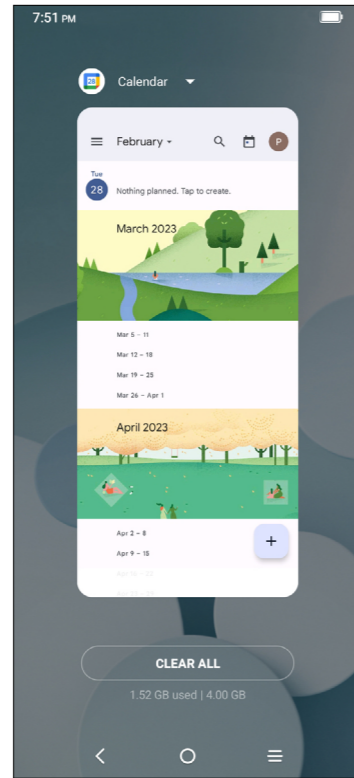 7:51 PM
28
Calendar
February
P
Tue
28
Nothing planned. Tap to create.
March 2023
Mar 5 – 11
Mar 12 – 18
Mar 19 – 25
Mar 26 – Apr 1
April 2023
Apr 2 – 8
Apr 9 – 15
+
CLEAR ALL
1.52 GB used | 4.00 GB